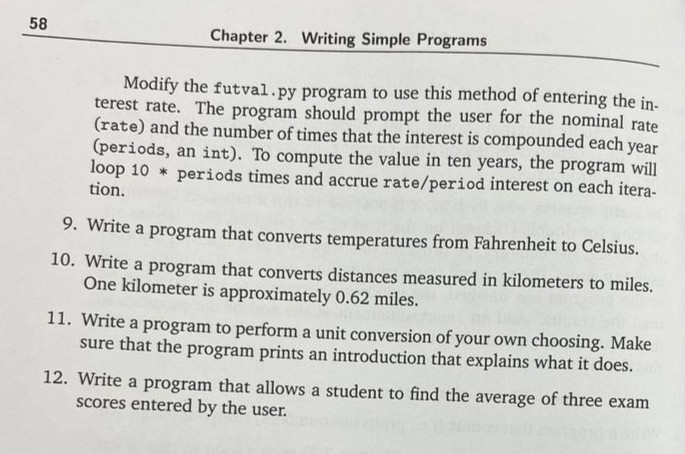 58
Chapter 2. Writing Simple Programs
Modify the futval.py program to use this method of entering the in-
terest rate. The program should prompt the user for the nominal rate
(rate) and the number of times that the interest is compounded each year
(periods, an int). To compute the value in ten years, the program will
loop 10 * periods times and accrue rate/period interest on each itera-
tion.
9. Write a program that converts temperatures from Fahrenheit to Celsius.
10. Write a program that converts distances measured in kilometers to miles.
One kilometer is approximately 0.62 miles.
11. Write a program to perform a unit conversion of your own choosing. Make
sure that the program prints an introduction that explains what it does.
12. Write a program that allows a student to find the average of three exam
scores entered by the user.